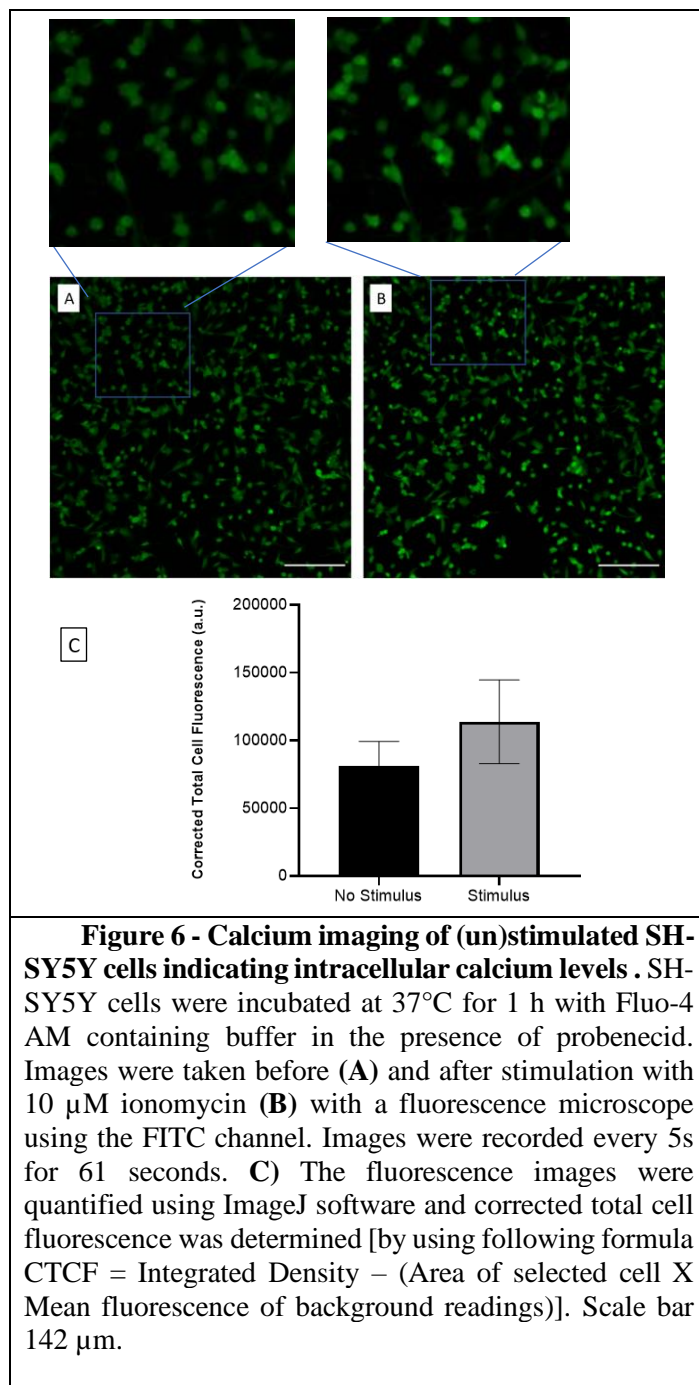 A
B
C
Corrected Total Cell Fluorescence (a.u.)
200000
150000
100000
50000
0
No Stimulus
Stimulus
Figure 6 - Calcium imaging of (un)stimulated SH-
SY5Y cells indicating intracellular calcium levels . SH-
SY5Y cells were incubated at 37°C for 1 h with Fluo-4
AM containing buffer in the presence of probenecid.
Images were taken before (A) and after stimulation with
10 µM ionomycin (B) with a fluorescence microscope
using the FITC channel. Images were recorded every 5s
for 61 seconds. C) The fluorescence images were
quantified using ImageJ software and corrected total cell
fluorescence was determined [by using following formula
CTCF = Integrated Density – (Area of selected cell X
Mean fluorescence of background readings)]. Scale bar
142 µm.